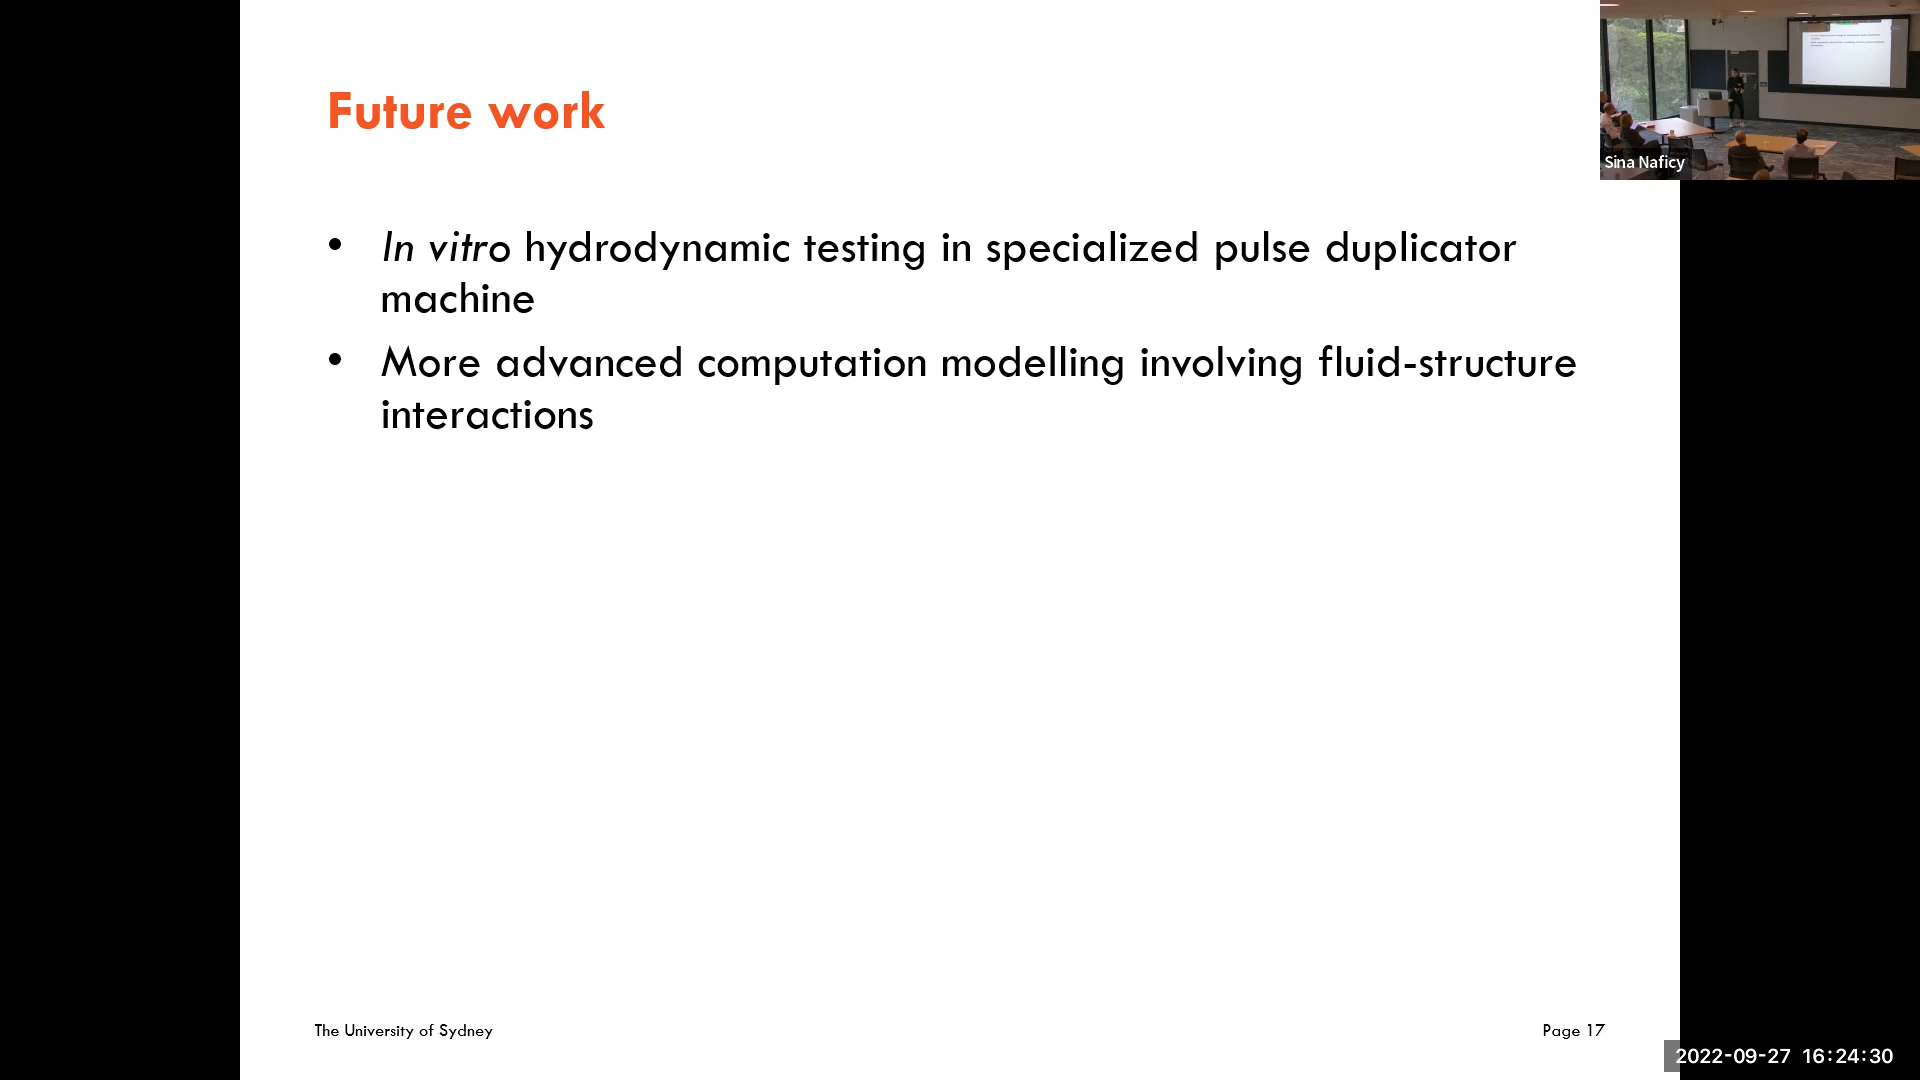 Future work
Sina Naficy
• In vitro hydrodynamic testing in specialized pulse duplicator
machine
• More advanced computation modelling involving fluid-structure
interactions
The University of Sydney
Page 17
2022-09-27 16:24:30